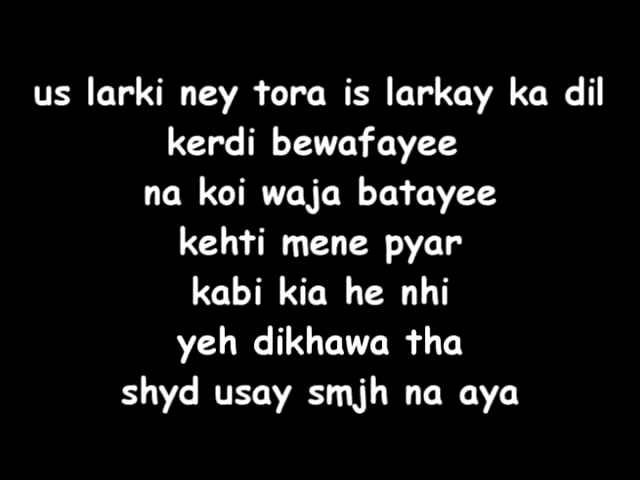 us larki ney tora is larkay ka dil
kerdi bewafayee
na koi waja batayee
kehti mene pyar
kabi kia he nhi
yeh dikhawa tha
shyd usay smjh na aya